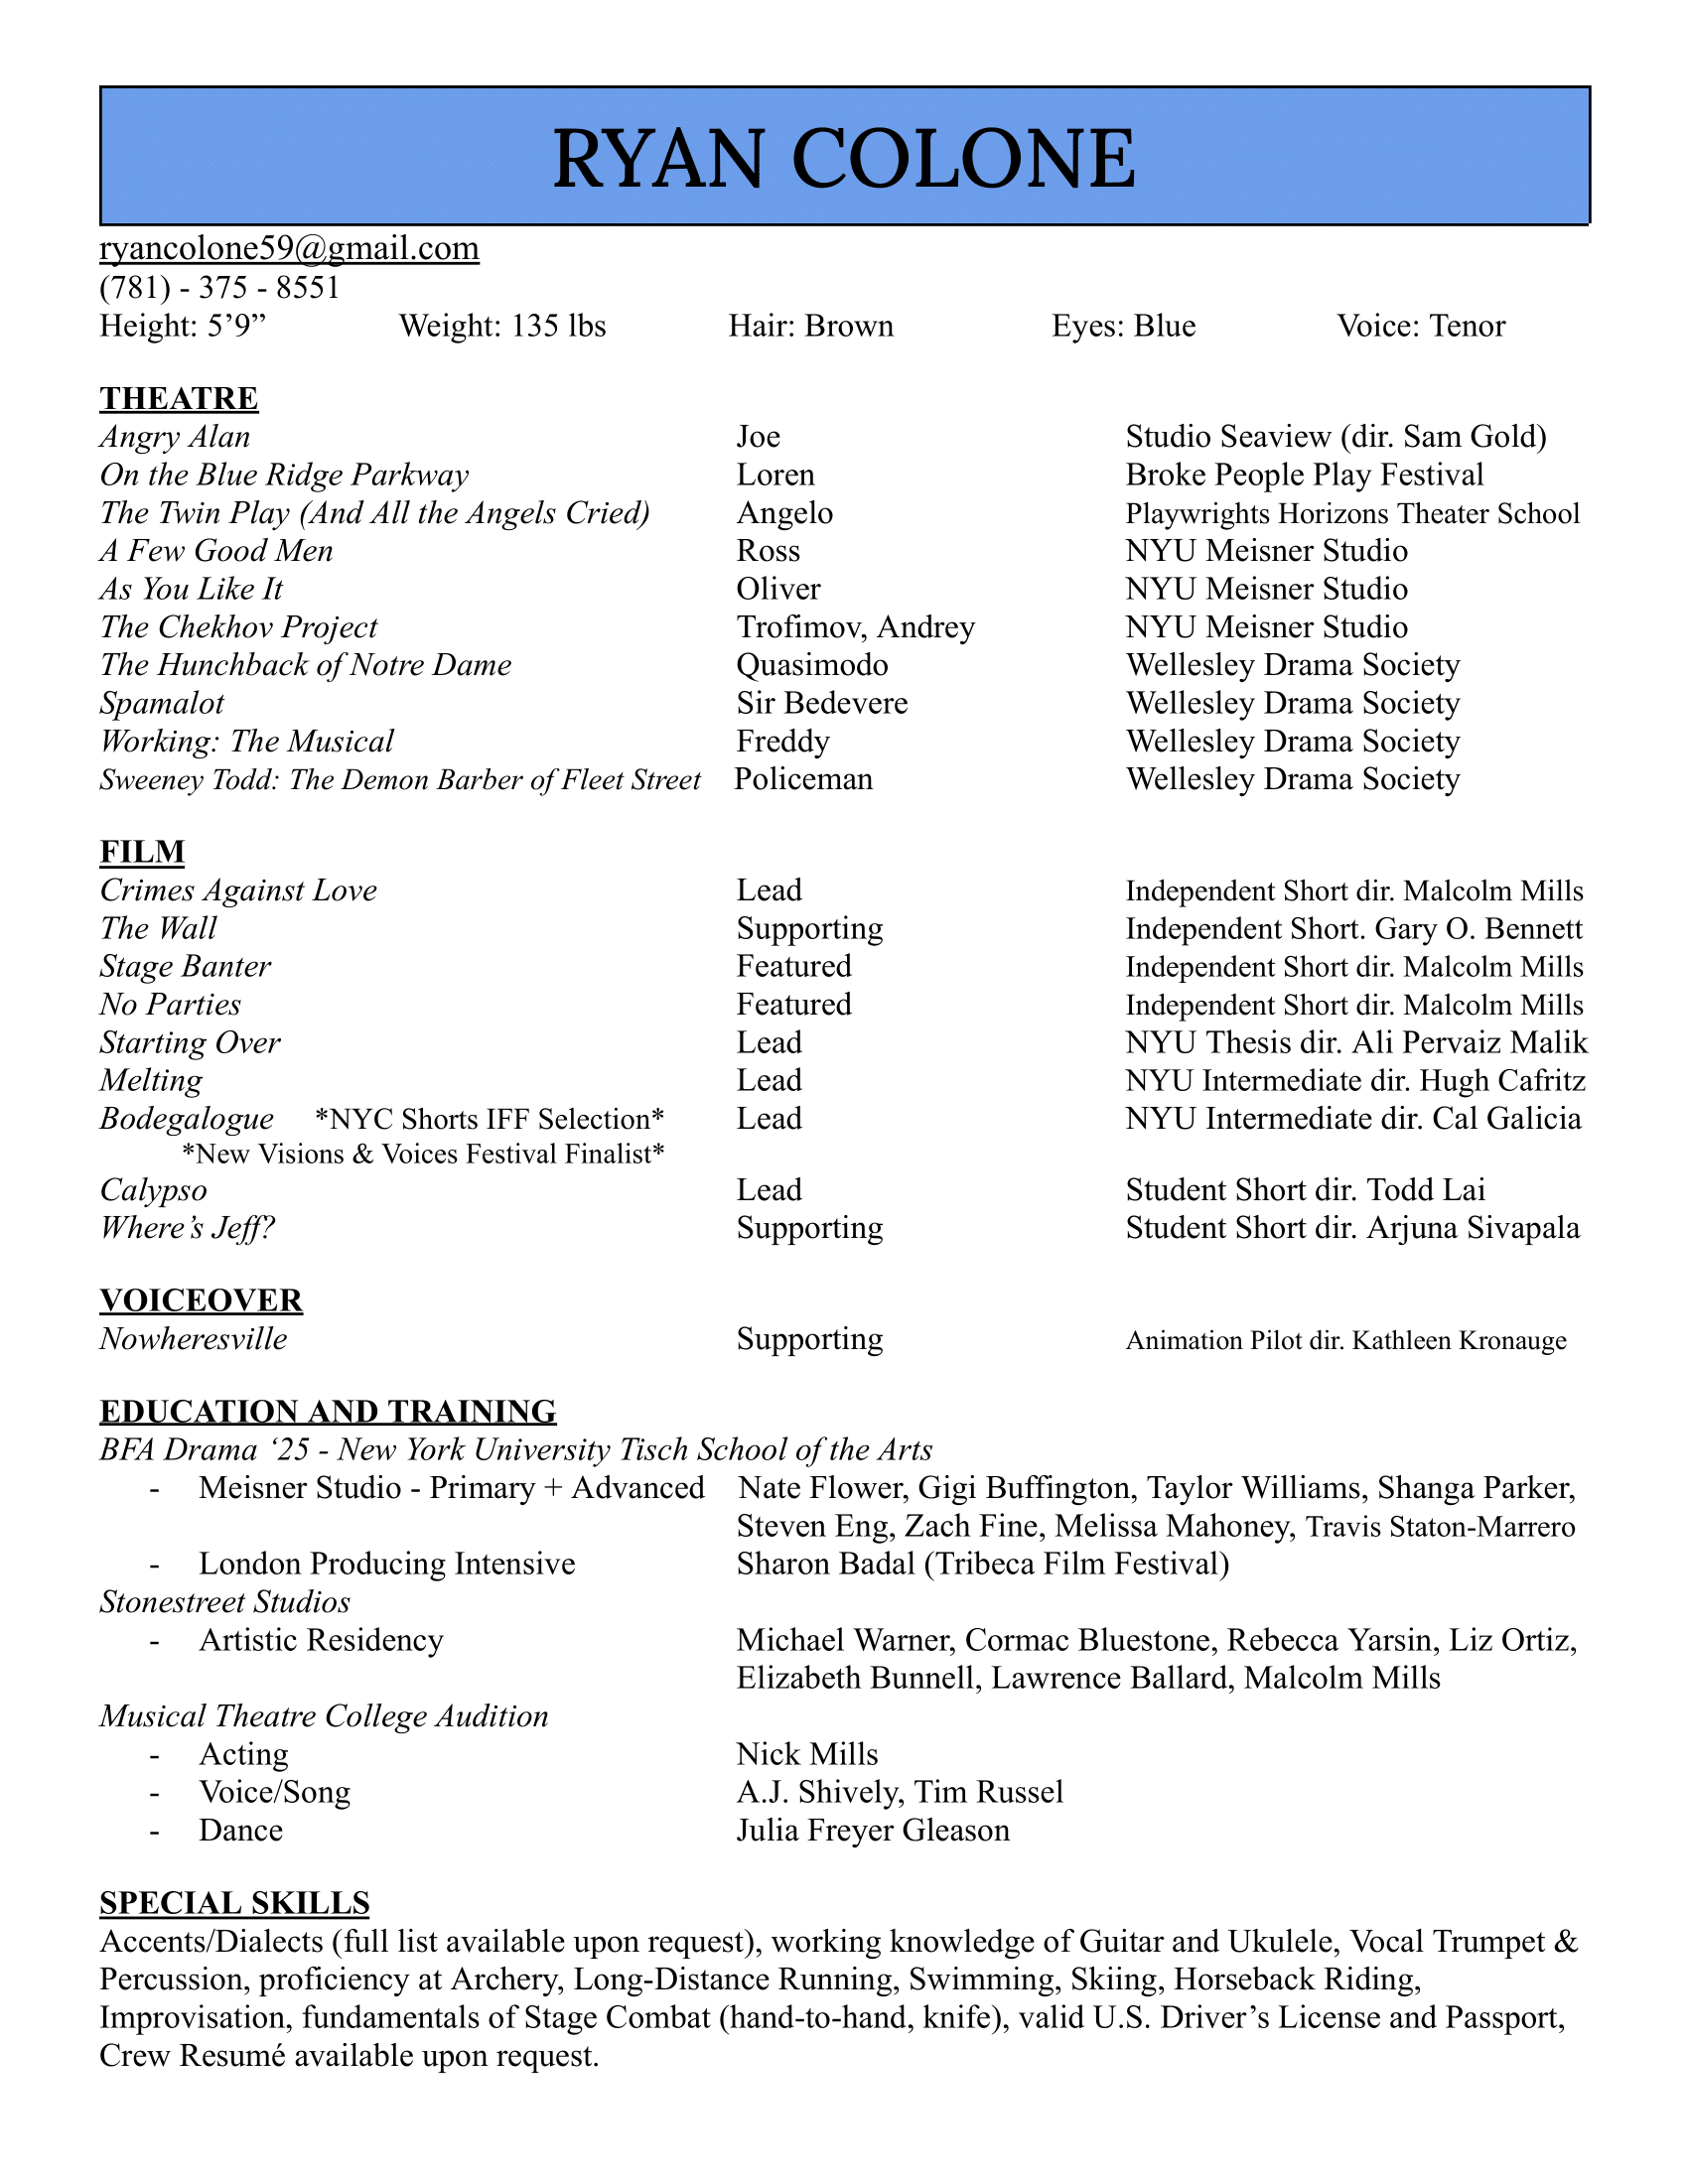 RYAN COLONE
ryancolone59@gmail.com
(781) - 375 - 8551
Height: 5’9” Weight: 135 lbs Hair: Brown Eyes: Blue Voice: Tenor
THEATRE
Angry Alan Joe Studio Seaview (dir. Sam Gold)
On the Blue Ridge Parkway Loren Broke People Play Festival
The Twin Play (And All the Angels Cried) Angelo Playwrights Horizons Theater School
A Few Good Men Ross NYU Meisner Studio
As You Like It Oliver NYU Meisner Studio
The Chekhov Project Trofimov, Andrey NYU Meisner Studio
The Hunchback of Notre Dame Quasimodo Wellesley Drama Society
Spamalot Sir Bedevere Wellesley Drama Society
Working: The Musical Freddy Wellesley Drama Society
Sweeney Todd: The Demon Barber of Fleet Street Policeman Wellesley Drama Society
FILM
Crimes Against Love Lead Independent Short dir. Malcolm Mills
The Wall Supporting Independent Short. Gary O. Bennett
Stage Banter Featured Independent Short dir. Malcolm Mills
No Parties Featured Independent Short dir. Malcolm Mills
Starting Over Lead NYU Thesis dir. Ali Pervaiz Malik
Melting Lead NYU Intermediate dir. Hugh Cafritz
Bodegalogue *NYC Shorts IFF Selection* Lead NYU Intermediate dir. Cal Galicia
*New Visions & Voices Festival Finalist*
Calypso Lead Student Short dir. Todd Lai
Where’s Jeff? Supporting Student Short dir. Arjuna Sivapala
VOICEOVER
Nowheresville Supporting Animation Pilot dir. Kathleen Kronauge
EDUCATION AND TRAINING
BFA Drama ‘25 - New York University Tisch School of the Arts
- Meisner Studio - Primary + Advanced Nate Flower, Gigi Buffington, Taylor Williams, Shanga Parker,
Steven Eng, Zach Fine, Melissa Mahoney, Travis Staton-Marrero
- London Producing Intensive Sharon Badal (Tribeca Film Festival)
Stonestreet Studios
- Artistic Residency Michael Warner, Cormac Bluestone, Rebecca Yarsin, Liz Ortiz,
Elizabeth Bunnell, Lawrence Ballard, Malcolm Mills
Musical Theatre College Audition
- Acting Nick Mills
- Voice/Song A.J. Shively, Tim Russel
- Dance Julia Freyer Gleason
SPECIAL SKILLS
Accents/Dialects (full list available upon request), working knowledge of Guitar and Ukulele, Vocal Trumpet &
Percussion, proficiency at Archery, Long-Distance Running, Swimming, Skiing, Horseback Riding,
Improvisation, fundamentals of Stage Combat (hand-to-hand, knife), valid U.S. Driver’s License and Passport,
Crew Resumé available upon request.